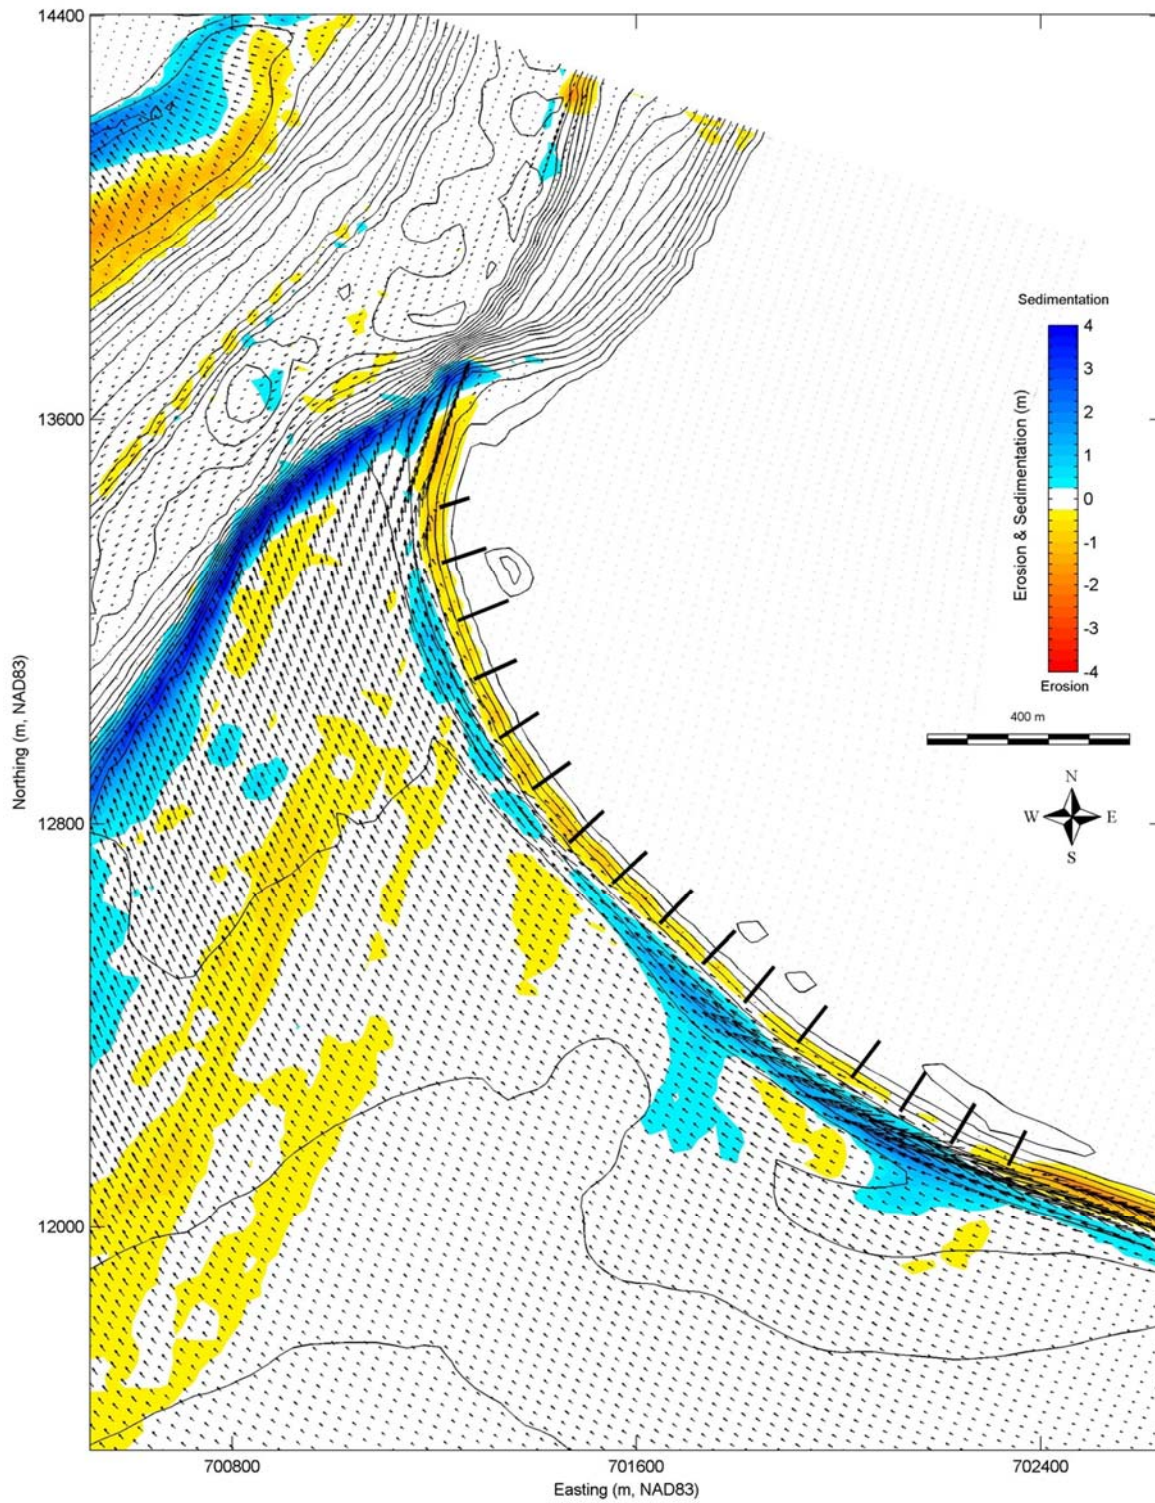 14400
13600
12800
12000
Northing (m, NAD83)
700800
701600
702400
Easting (m, NAD83)
Sedimentation
Erosion & Sedimentation (m)
4
3
2
1
0
-1
-2
-3
-4
Erosion
400 m
N
W
E
S